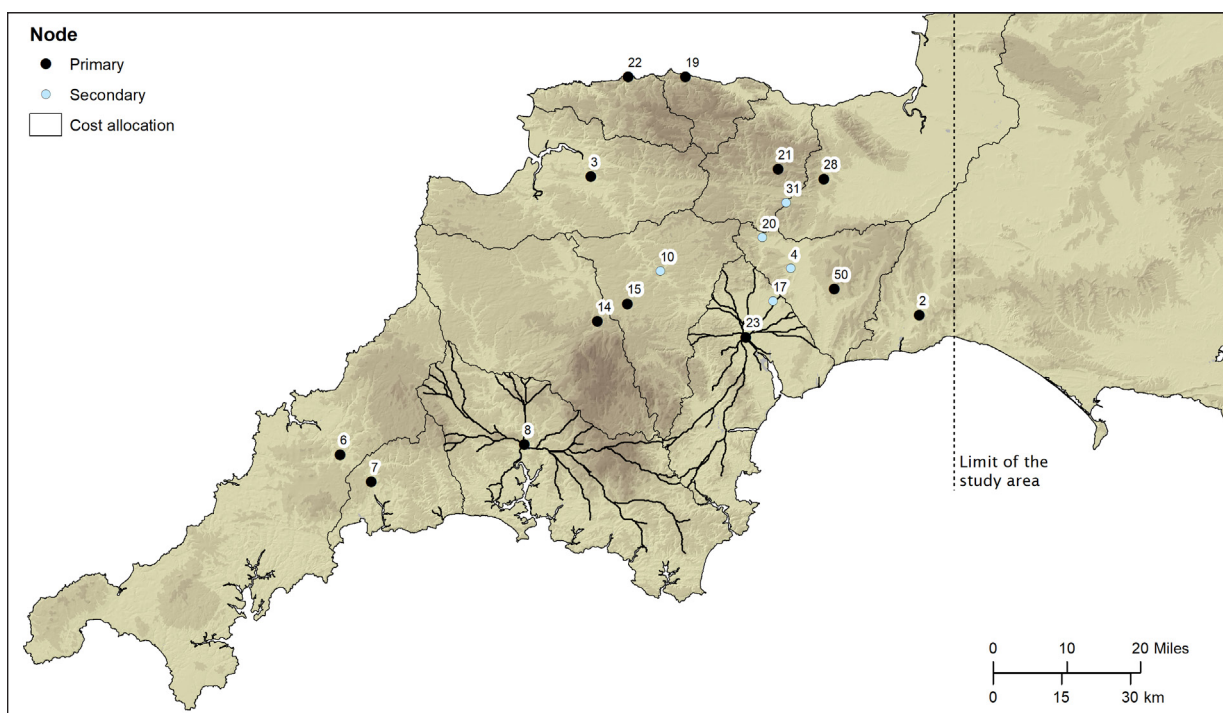 Node
Primary
Secondary
Cost allocation
22
19
3
21
28
31
20
10
4
50
15
17
14
2
23
8
6
7
Limit of the
study area
0 10 20 Miles
0 15 30 km